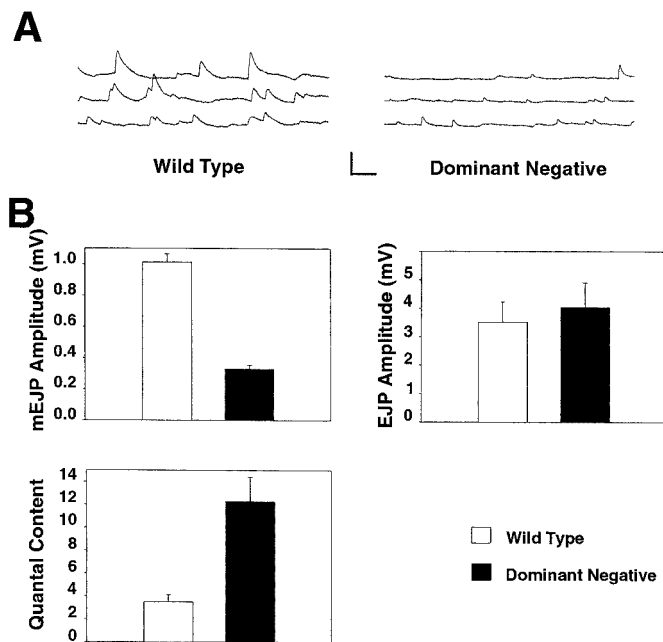 A
Wild Type
Dominant Negative
B
mEJP Amplitude (mV)
1.0
0.8
0.6
0.4
0.2
0.0
EJP Amplitude (mV)
5
4
3
2
1
0
Quantal Content
14
12
10
8
6
4
2
0
Wild Type
Dominant Negative